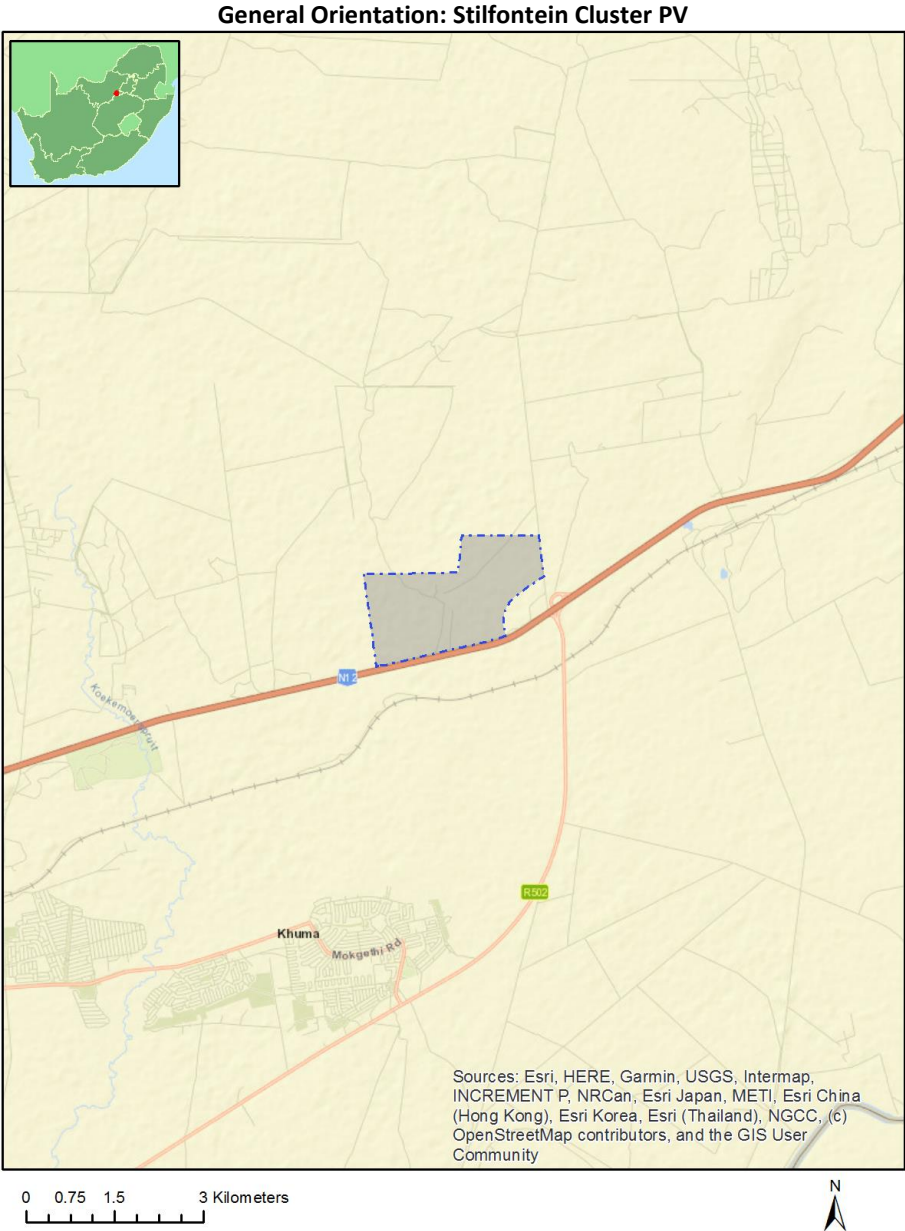 General Orientation: Stilfontein Cluster PV
N12
Koekemoerspruit
R502
Khuma
Mokgethi Rd
Sources: Esri, HERE, Garmin, USGS, Intermap,
INCREMENT P, NRCan, Esri Japan, METI, Esri China
(Hong Kong), Esri Korea, Esri (Thailand), NGCC, (c)
OpenStreetMap contributors, and the GIS User
Community
0 0.75 1.5 3 Kilometers
N